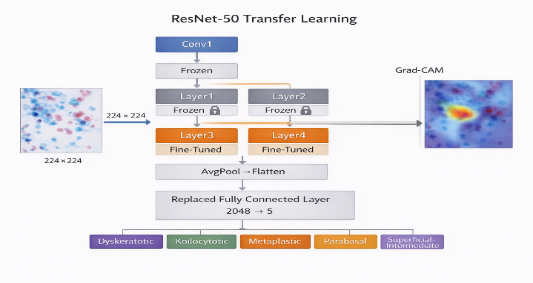 ResNet-50 Transfer Learning
Conv1
Frozen
Grad-CAM
Layer1
Layer2
Frozen
Frozen
224 × 224
Layer3
Layer4
Fine-Tuned
Fine-Tuned
224×224
AvgPool → Flatten
Replaced Fully Connected Layer
2048 → 5
Dyskeratotic
Koilocytotic
Metaplastic
Parabasal
Superficial-
Intermediate